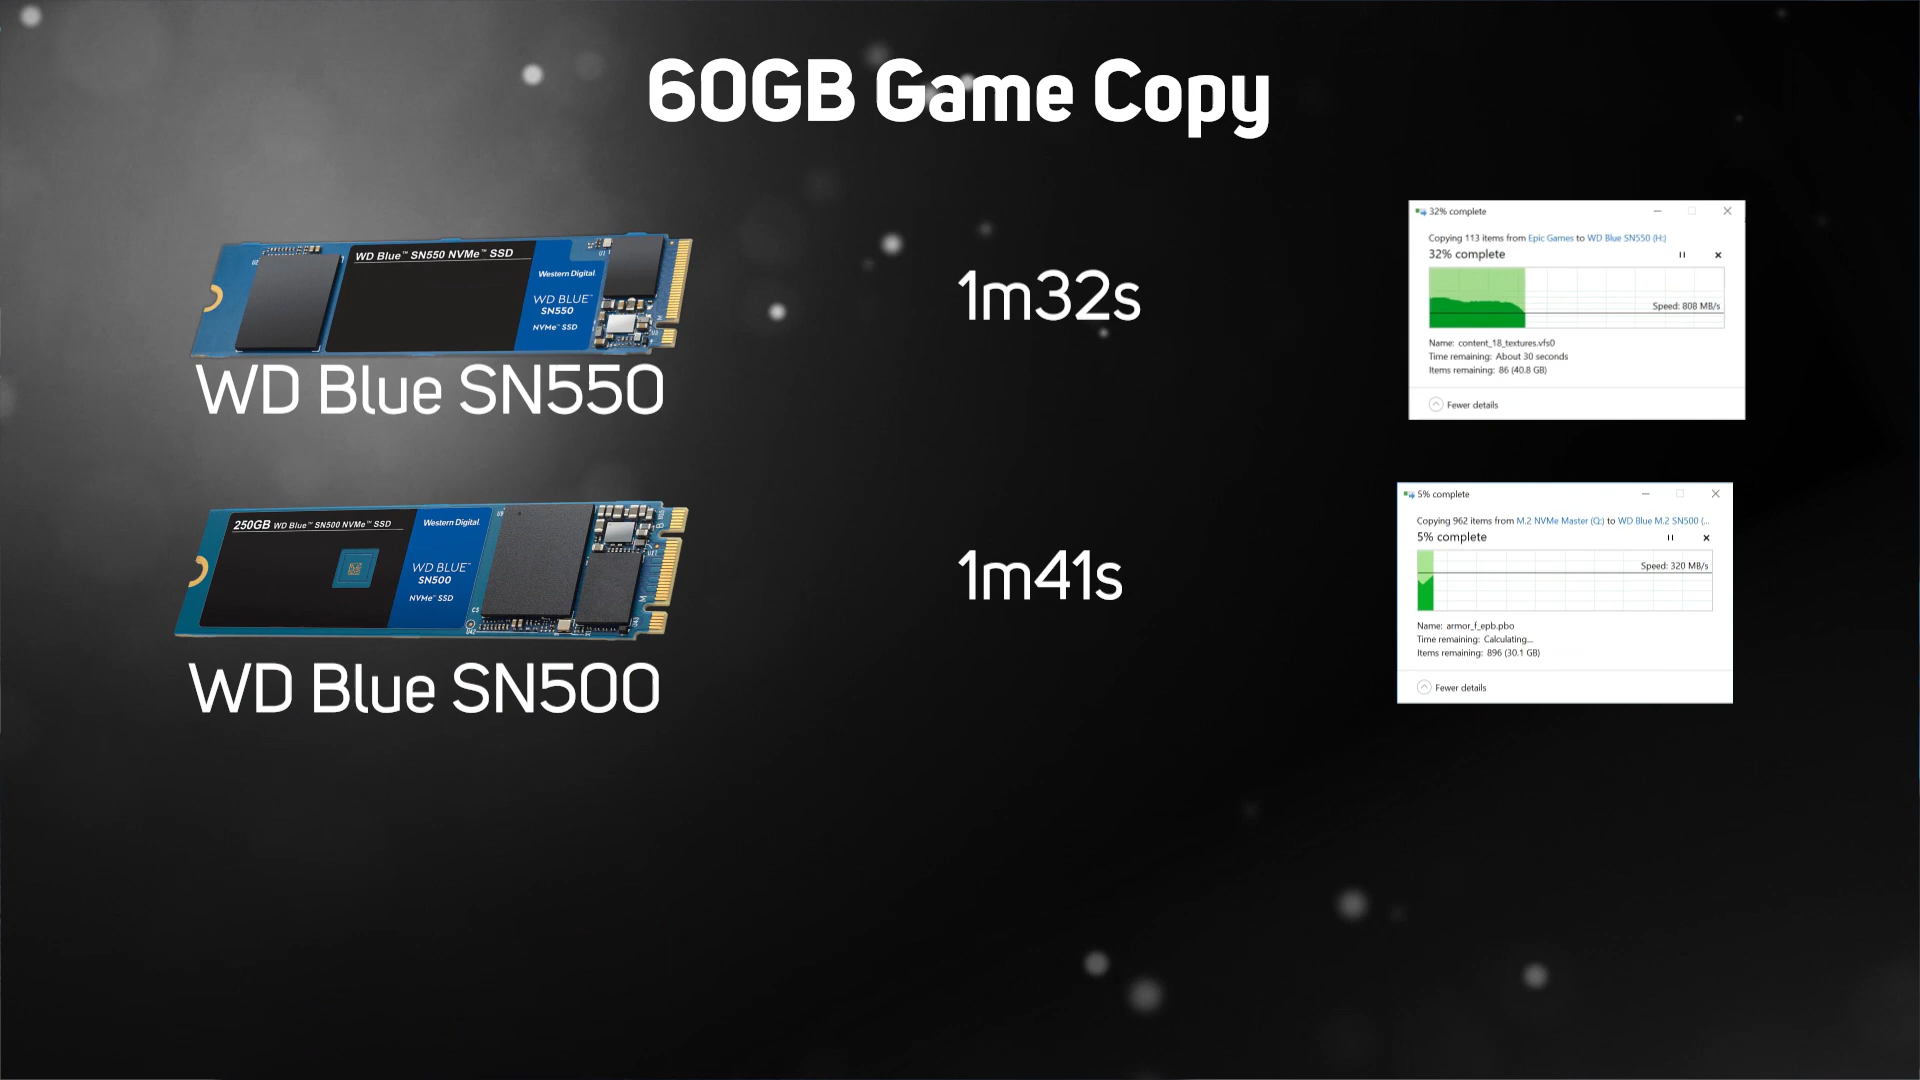 60GB Game Copy
WD Blue™ SN550 NVMe™ SSD
Western Digital
WD BLUE™
SN550
NVMe™ SSD
WD Blue SN550
1m32s
32% complete
Copying 113 items from Epic Games to WD Blue SN550 (H:)
32% complete
Speed: 808 MB/s
Name: content_18_textures.vfs0
Time remaining: About 30 seconds
Items remaining: 86 (40.8 GB)
Fewer details
250GB WD Blue™ SN500 NVMe™ SSD
Western Digital
WD BLUE™
SN500
NVMe™ SSD
WD Blue SN500
1m41s
5% complete
Copying 962 items from M.2 NVMe Master (Q:) to WD Blue M.2 SN500 (...
5% complete
Speed: 320 MB/s
Name: armor_f_epb.pbo
Time remaining: Calculating...
Items remaining: 896 (30.1 GB)
Fewer details